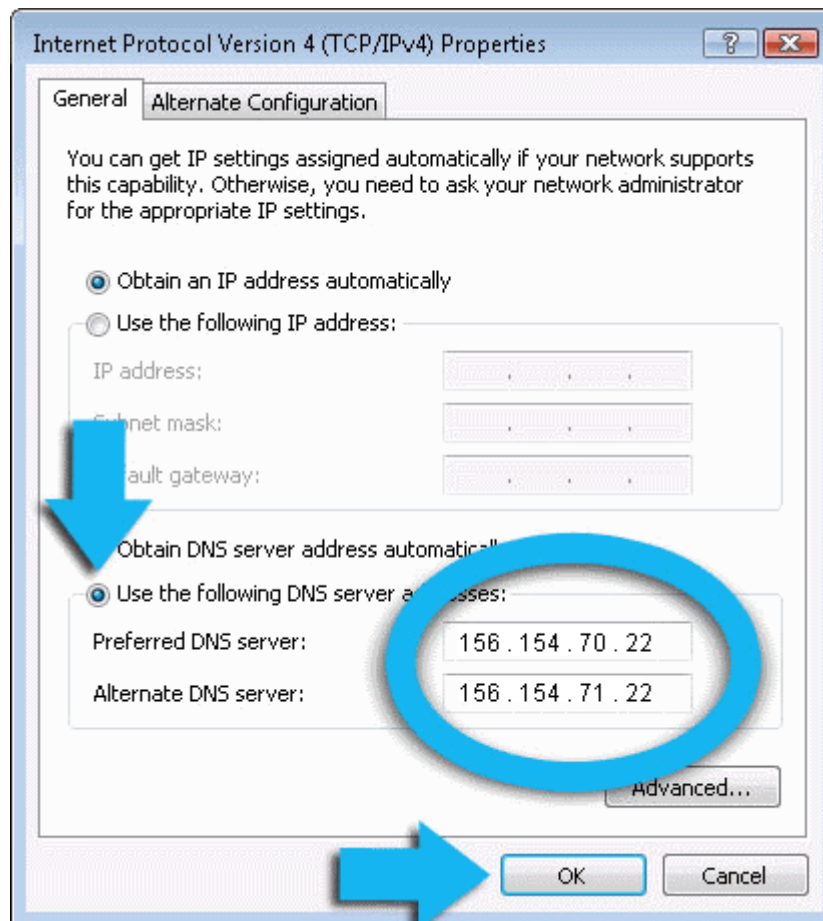 Internet Protocol Version 4 (TCP/IPv4) Properties
General
Alternate Configuration
You can get IP settings assigned automatically if your network supports
this capability. Otherwise, you need to ask your network administrator
for the appropriate IP settings.
Obtain an IP address automatically
Use the following IP address:
IP address:
mask:
gateway:
Obtain DNS server address
Use the following DNS server
Preferred DNS server:
156 . 154 . 70 . 22
Alternate DNS server:
156 . 154 . 71 . 22
Advanced...
OK
Cancel